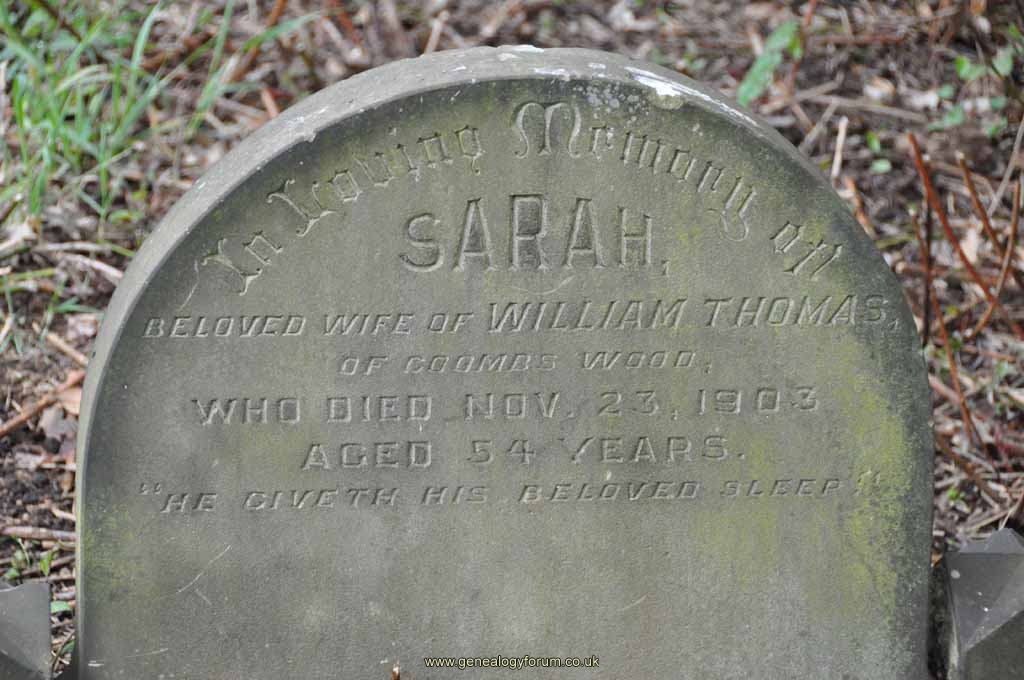 In Loving Memory of
SARAH,
BELOVED WIFE OF WILLIAM THOMAS,
OF COOMBS WOOD,
WHO DIED NOV. 23, 1903
AGED 54 YEARS.
"HE GIVETH HIS BELOVED SLEEP"
www.genealogyforum.co.uk